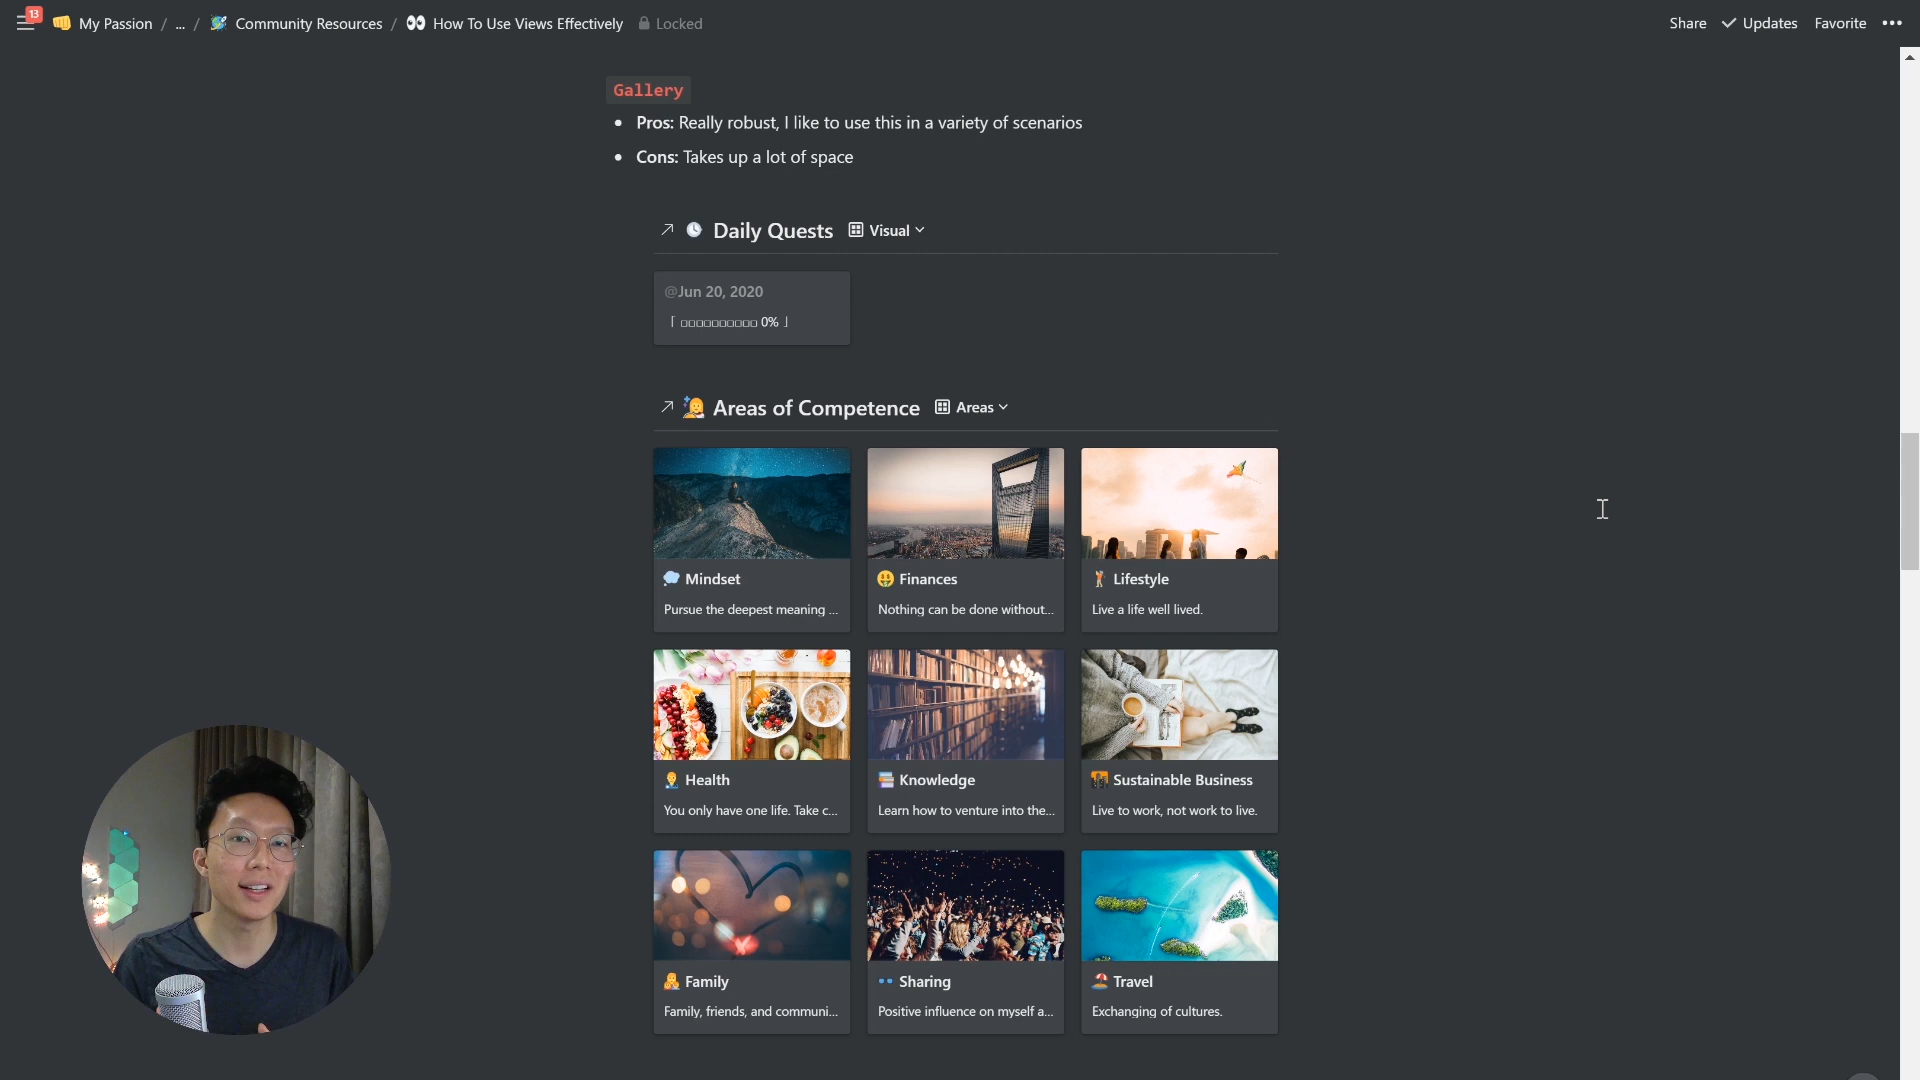 13
My Passion / ... / Community Resources / How To Use Views Effectively Locked
Share Updates Favorite •••
Gallery
• Pros: Really robust, I like to use this in a variety of scenarios
• Cons: Takes up a lot of space
Daily Quests Visual
@Jun 20, 2020
「 □□□□□□□□□□ 0% 」
Areas of Competence Areas
Mindset
Pursue the deepest meaning ...
Finances
Nothing can be done without...
Lifestyle
Live a life well lived.
Health
You only have one life. Take c...
Knowledge
Learn how to venture into the...
Sustainable Business
Live to work, not work to live.
Family
Family, friends, and communi...
Sharing
Positive influence on myself a...
Travel
Exchanging of cultures.